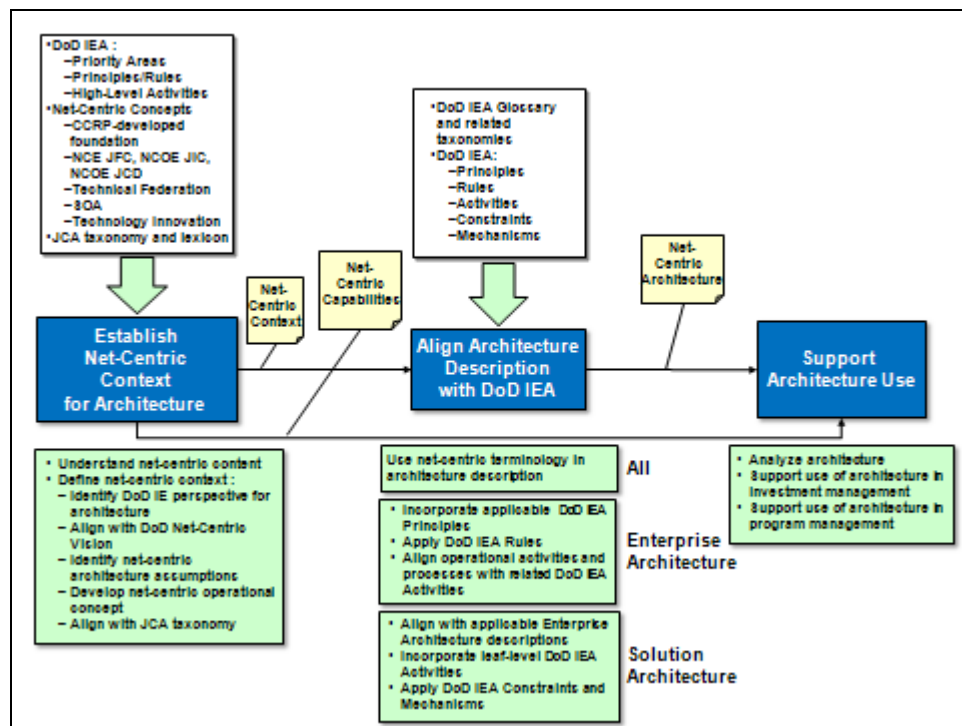 •DoD IEA :
–Priority Areas
–Principles/Rules
–High-Level Activities
•Net-Centric Concepts
–CCRP-developed
foundation
–NCE JFC, NCOE JIC,
NCOE JCD
–Technical Federation
–SOA
–Technology Innovation
•JCA taxonomy and lexicon
•DoD IEA Glossary
and related
taxonomies
•DoD IEA:
–Principles
–Rules
–Activities
–Constraints
–Mechanisms
Net-
Centric
Context
Net-
Centric
Capabilities
Net-
Centric
Architecture
Establish
Net-Centric
Context
for Architecture
Align Architecture
Description
with DoD IEA
Support
Architecture Use
• Understand net-centric content
• Define net-centric context :
– Identify DoD IE perspective for
architecture
– Align with DoD Net-Centric
Vision
– Identify net-centric
architecture assumptions
– Develop net-centric operational
concept
– Align with JCA taxonomy
Use net-centric terminology in
architecture description
All
• Incorporate applicable DoD IEA
Principles
• Apply DoD IEA Rules
• Align operational activities and
processes with related DoD IEA
Activities
Enterprise
Architecture
• Align with applicable Enterprise
Architecture descriptions
• Incorporate leaf-level DoD IEA
Activities
• Apply DoD IEA Constraints and
Mechanisms
Solution
Architecture
• Analyze architecture
• Support use of architecture in
investment management
• Support use of architecture in
program management